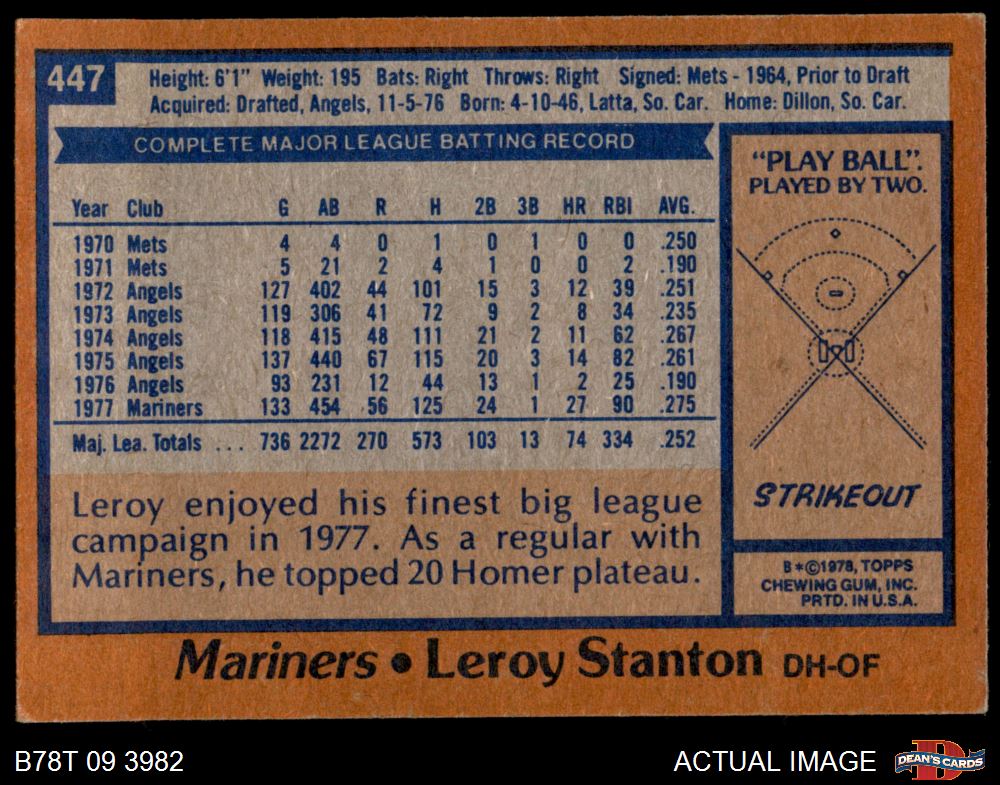 447
Height: 6'1" Weight: 195 Bats: Right Throws: Right Signed: Mets - 1964, Prior to Draft
Acquired: Drafted, Angels, 11-5-76 Born: 4-10-46, Latta, So. Car. Home: Dillon, So. Car.
COMPLETE MAJOR LEAGUE BATTING RECORD
Year Club G AB R H 2B 3B HR RBI AVG.
1970 Mets 4 4 0 1 0 1 0 0 .250
1971 Mets 5 21 2 4 1 0 0 2 .190
1972 Angels 127 402 44 101 15 3 12 39 .251
1973 Angels 119 306 41 72 9 2 8 34 .235
1974 Angels 118 415 48 111 21 2 11 62 .267
1975 Angels 137 440 67 115 20 3 14 82 .261
1976 Angels 93 231 12 44 13 1 2 25 .190
1977 Mariners 133 454 56 125 24 1 27 90 .275
Maj. Lea. Totals ... 736 2272 270 573 103 13 74 334 .252
Leroy enjoyed his finest big league
campaign in 1977. As a regular with
Mariners, he topped 20 Homer plateau.
"PLAY BALL".
PLAYED BY TWO.
STRIKEOUT
B*©1978, TOPPS
CHEWING GUM, INC.
PRTD. IN U.S.A.
Mariners • Leroy Stanton DH-OF
B78T 09 3982
ACTUAL IMAGE
D
DEAN'S CARDS